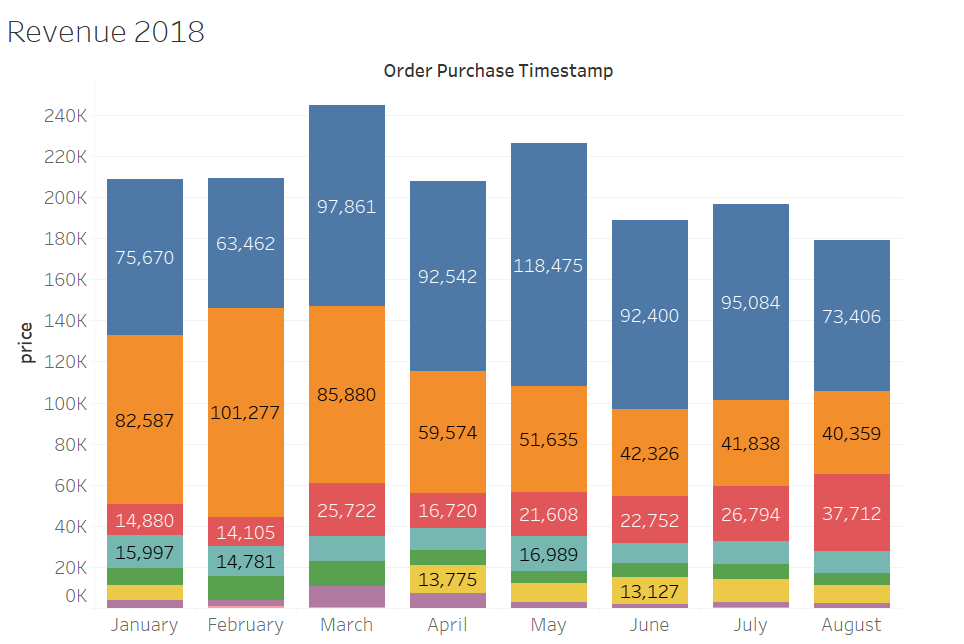 Revenue 2018
Order Purchase Timestamp
price
240K
220K
200K
180K
160K
140K
120K
100K
80K
60K
40K
20K
0K
75,670
82,587
14,880
15,997
63,462
101,277
14,105
14,781
97,861
85,880
25,722
92,542
59,574
16,720
13,775
118,475
51,635
21,608
16,989
92,400
42,326
22,752
13,127
95,084
41,838
26,794
73,406
40,359
37,712
January February March April May June July August